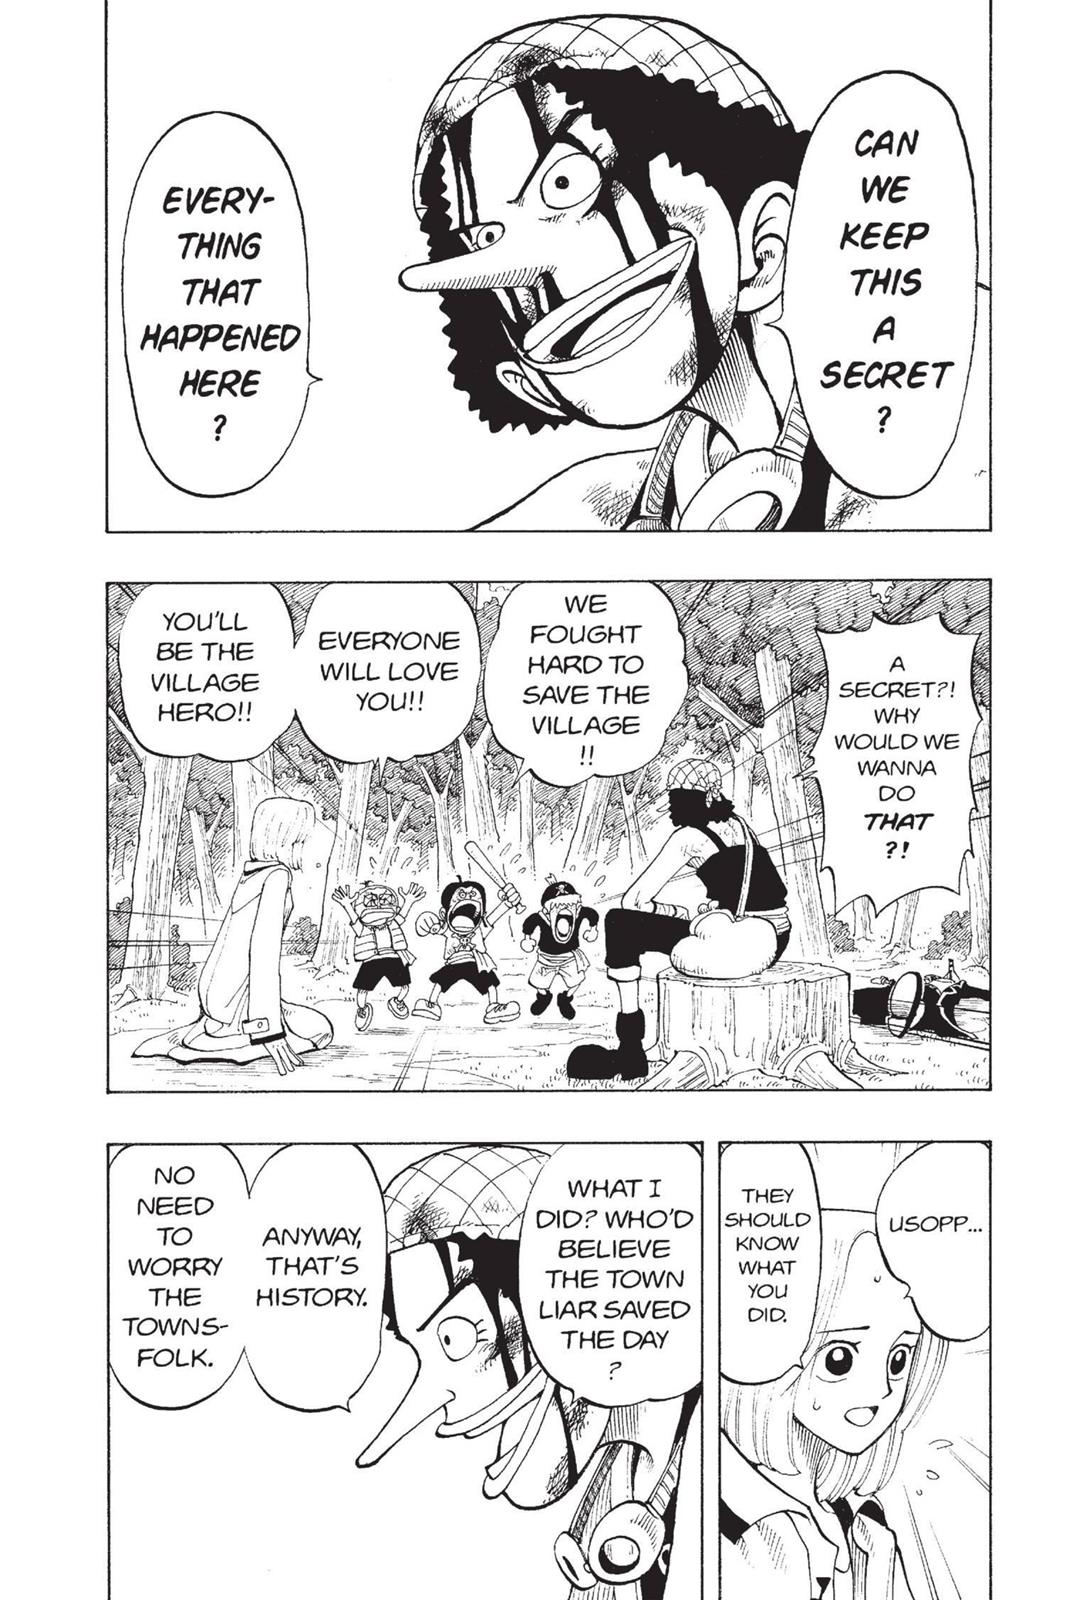 CAN
WE
KEEP
THIS
A
SECRET
?
EVERY-
THING
THAT
HAPPENED
HERE
?
A
SECRET?!
WHY
WOULD WE
WANNA
DO
THAT
?!
WE
FOUGHT
HARD TO
SAVE THE
VILLAGE
!!
EVERYONE
WILL LOVE
YOU!!
YOU'LL
BE THE
VILLAGE
HERO!!
USOPP...
THEY
SHOULD
KNOW
WHAT
YOU
DID.
WHAT I
DID? WHO'D
BELIEVE
THE TOWN
LIAR SAVED
THE DAY
?
ANYWAY,
THAT'S
HISTORY.
NO
NEED
TO
WORRY
THE
TOWNS-
FOLK.